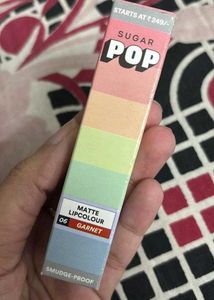 STARTS AT ₹ 249/-
SUGAR
POP
MATTE
LIPCOLOUR
06 GARNET
SMUDGE-PROOF